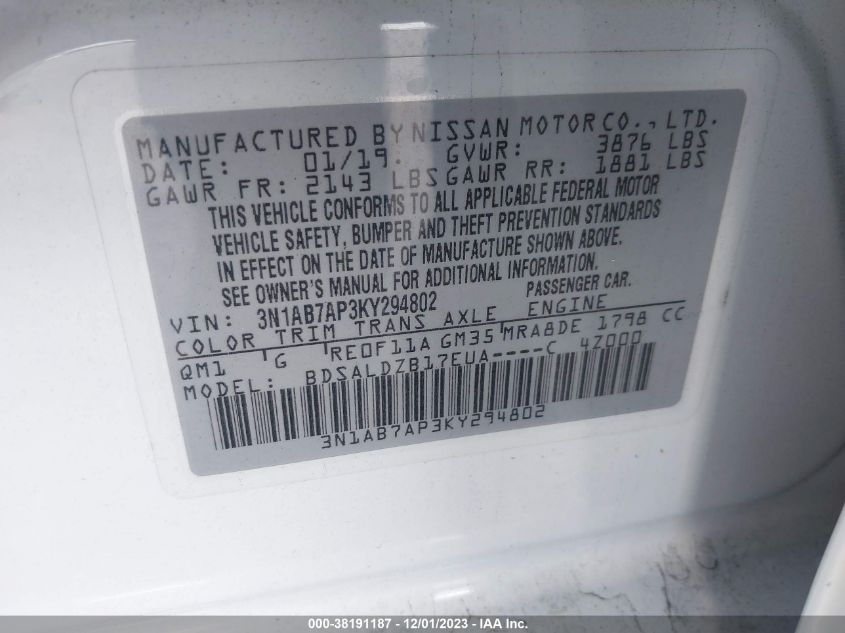 MANUFACTURED BY NISSAN MOTOR CO., LTD.
DATE: 01/19. GVWR: 3876 LBS
GAWR FR: 2143 LBS GAWR RR: 1881 LBS
THIS VEHICLE CONFORMS TO ALL APPLICABLE FEDERAL MOTOR
VEHICLE SAFETY, BUMPER AND THEFT PREVENTION STANDARDS
IN EFFECT ON THE DATE OF MANUFACTURE SHOWN ABOVE.
SEE OWNER'S MANUAL FOR ADDITIONAL INFORMATION.
VIN: 3N1AB7AP3KY294802 PASSENGER CAR.
COLOR TRIM TRANS AXLE ENGINE
QM1 G RE0F11A GM35 MRA8DE 1798 CC
MODEL: BDSALDZB17EUA----C 4Z000
3N1AB7AP3KY294802
000-38191187 - 12/01/2023 - IAA Inc.